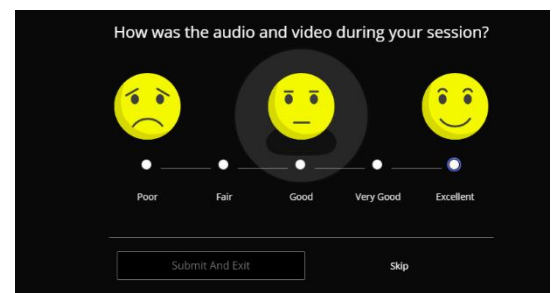 How was the audio and video during your session?
Poor Fair Good Very Good Excellent
Submit And Exit Skip